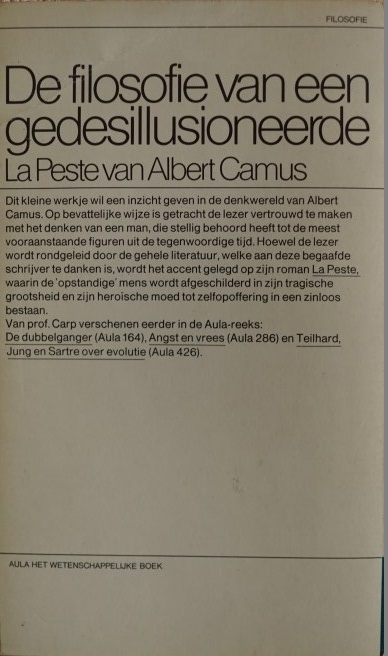 FILOSOFIE
De filosofie van een
gedesillusioneerde
La Peste van Albert Camus
Dit kleine werkje wil een inzicht geven in de denkwereld van Albert
Camus. Op bevattelijke wijze is getracht de lezer vertrouwd te maken
met het denken van een man, die stellig behoord heeft tot de meest
vooraanstaande figuren uit de tegenwoordige tijd. Hoewel de lezer
wordt rondgeleid door de gehele literatuur, welke aan deze begaafde
schrijver te danken is, wordt het accent gelegd op zijn roman La Peste,
waarin de 'opstandige' mens wordt afgeschilderd in zijn tragische
grootsheid en zijn heroische moed tot zelfopoffering in een zinloos
bestaan.
Van prof. Carp verschenen eerder in de Aula-reeks:
De dubbelganger (Aula 164), Angst en vrees (Aula 286) en Teilhard,
Jung en Sartre over evolutie (Aula 426).
AULA HET WETENSCHAPPELIJKE BOEK